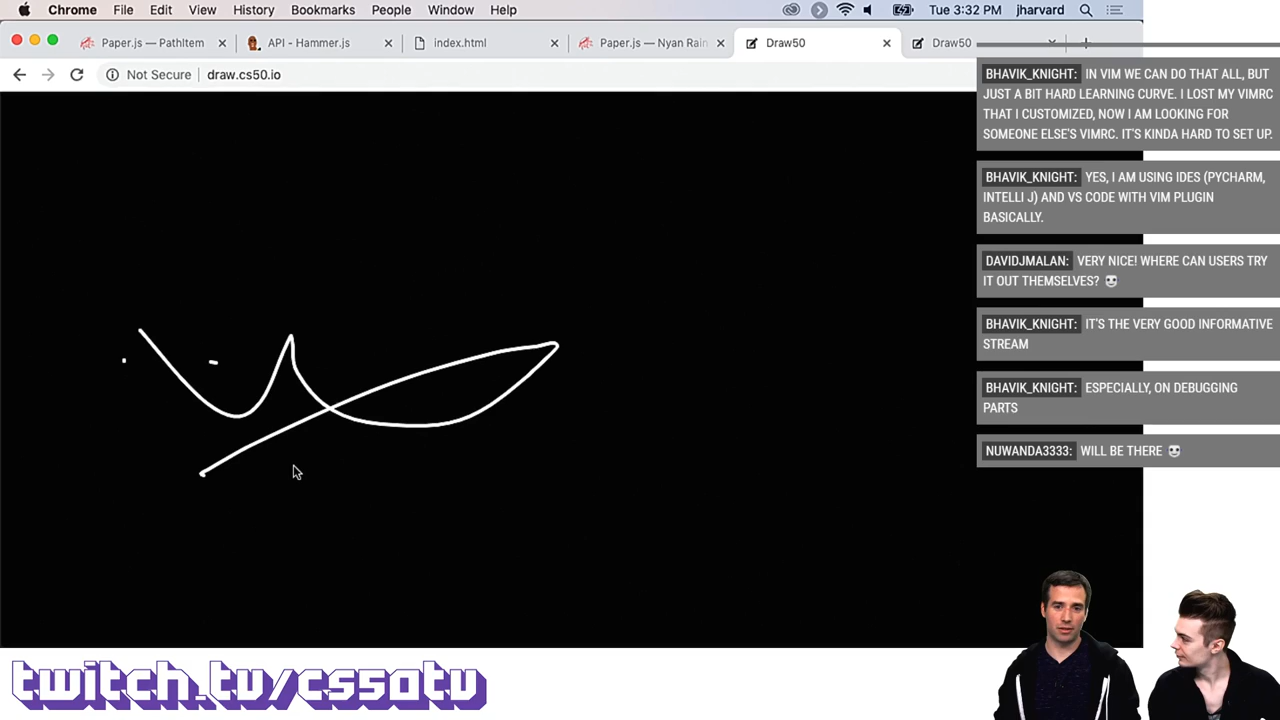 Chrome File Edit View History Bookmarks People Window Help Tue 3:32 PM jharvard
Paper.js — PathItem API - Hammer.js index.html Paper.js — Nyan Rain Draw50 Draw50
Not Secure draw.cs50.io
BHAVIK_KNIGHT: IN VIM WE CAN DO THAT ALL, BUT
JUST A BIT HARD LEARNING CURVE. I LOST MY VIMRC
THAT I CUSTOMIZED, NOW I AM LOOKING FOR
SOMEONE ELSE'S VIMRC. IT'S KINDA HARD TO SET UP.
BHAVIK_KNIGHT: YES, I AM USING IDES (PYCHARM,
INTELLI J) AND VS CODE WITH VIM PLUGIN
BASICALLY.
DAVIDJMALAN: VERY NICE! WHERE CAN USERS TRY
IT OUT THEMSELVES?
BHAVIK_KNIGHT: IT'S THE VERY GOOD INFORMATIVE
STREAM
BHAVIK_KNIGHT: ESPECIALLY, ON DEBUGGING
PARTS
NUWANDA3333: WILL BE THERE
twitch.tv/cs50tv